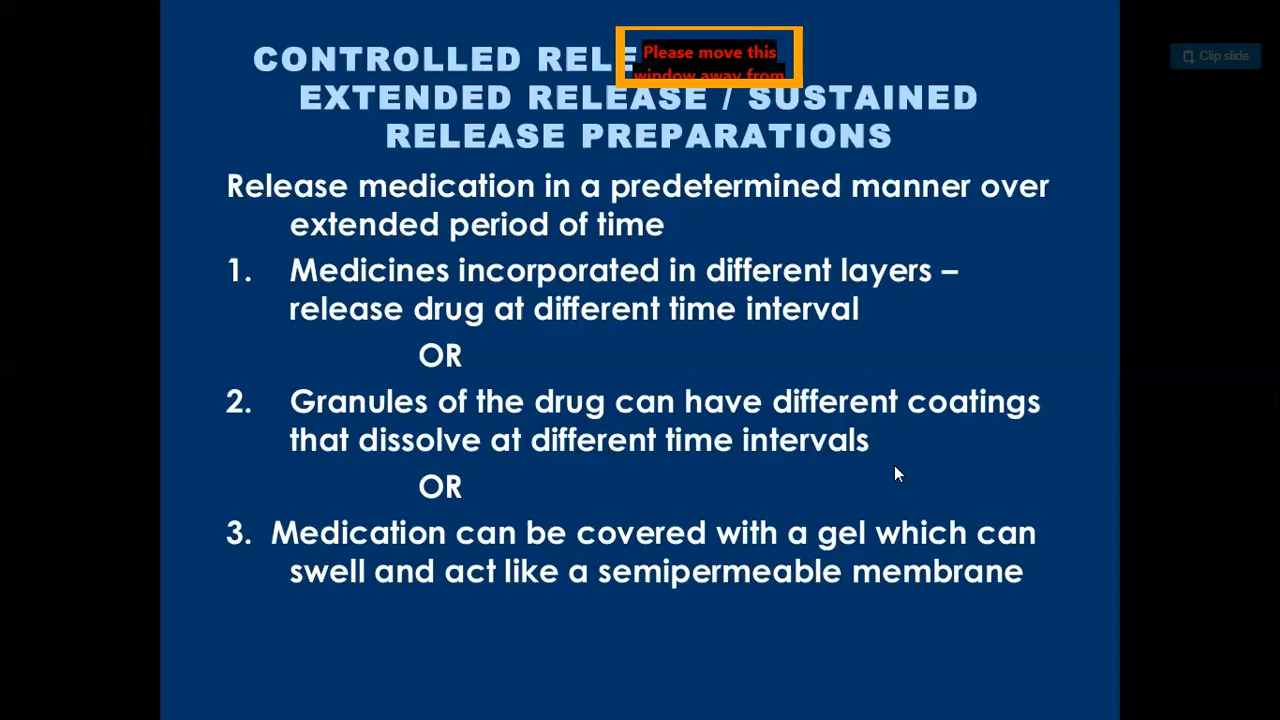 CONTROLLED RELE
Please move this
window away from
EXTENDED RELEASE / SUSTAINED
RELEASE PREPARATIONS
Clip slide
Release medication in a predetermined manner over
extended period of time
1. Medicines incorporated in different layers –
release drug at different time interval
OR
2. Granules of the drug can have different coatings
that dissolve at different time intervals
OR
3. Medication can be covered with a gel which can
swell and act like a semipermeable membrane